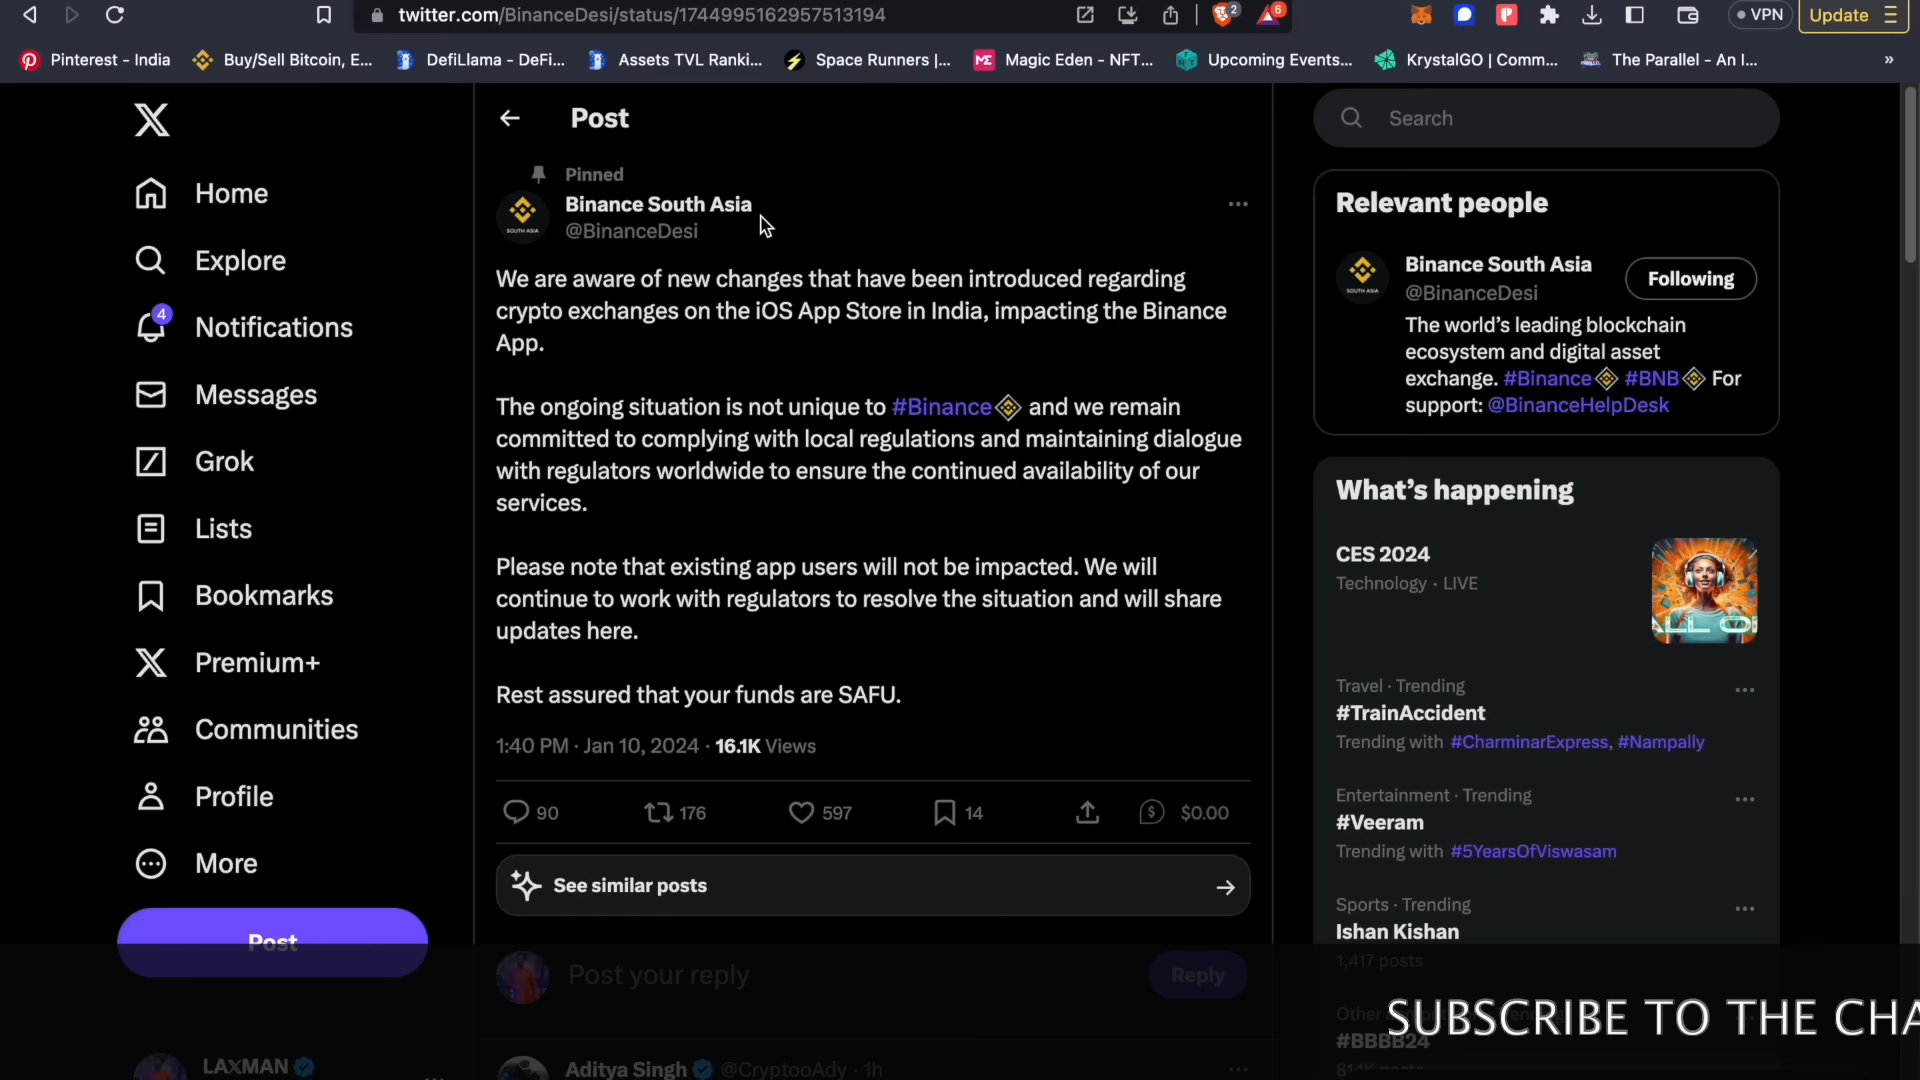 twitter.com/BinanceDesi/status/1744995162957513194
2
6
VPN
Update
Pinterest - India
Buy/Sell Bitcoin, E...
DefiLlama - DeFi...
Assets TVL Ranki...
Space Runners |...
ME
Magic Eden - NFT...
Upcoming Events...
KrystalGO | Comm...
The Parallel - An I...
»
Home
Explore
4
Notifications
Messages
Grok
Lists
Bookmarks
Premium+
Communities
Profile
More
Post
LAXMAN
Post
Pinned
Binance South Asia
@BinanceDesi
SOUTH ASIA
We are aware of new changes that have been introduced regarding
crypto exchanges on the iOS App Store in India, impacting the Binance
App.
The ongoing situation is not unique to #Binance and we remain
committed to complying with local regulations and maintaining dialogue
with regulators worldwide to ensure the continued availability of our
services.
Please note that existing app users will not be impacted. We will
continue to work with regulators to resolve the situation and will share
updates here.
Rest assured that your funds are SAFU.
1:40 PM · Jan 10, 2024 · 16.1K Views
90
176
597
14
$0.00
See similar posts
Post your reply
Reply
Aditya Singh @CryptooAdy · 1h
Search
Relevant people
Binance South Asia
@BinanceDesi
SOUTH ASIA
Following
The world's leading blockchain
ecosystem and digital asset
exchange. #Binance #BNB For
support: @BinanceHelpDesk
What's happening
CES 2024
Technology · LIVE
Travel · Trending
#TrainAccident
Trending with #CharminarExpress, #Nampally
Entertainment · Trending
#Veeram
Trending with #5YearsOfViswasam
Sports · Trending
Ishan Kishan
1,417 posts
#BBBB24
SUBSCRIBE TO THE CHA